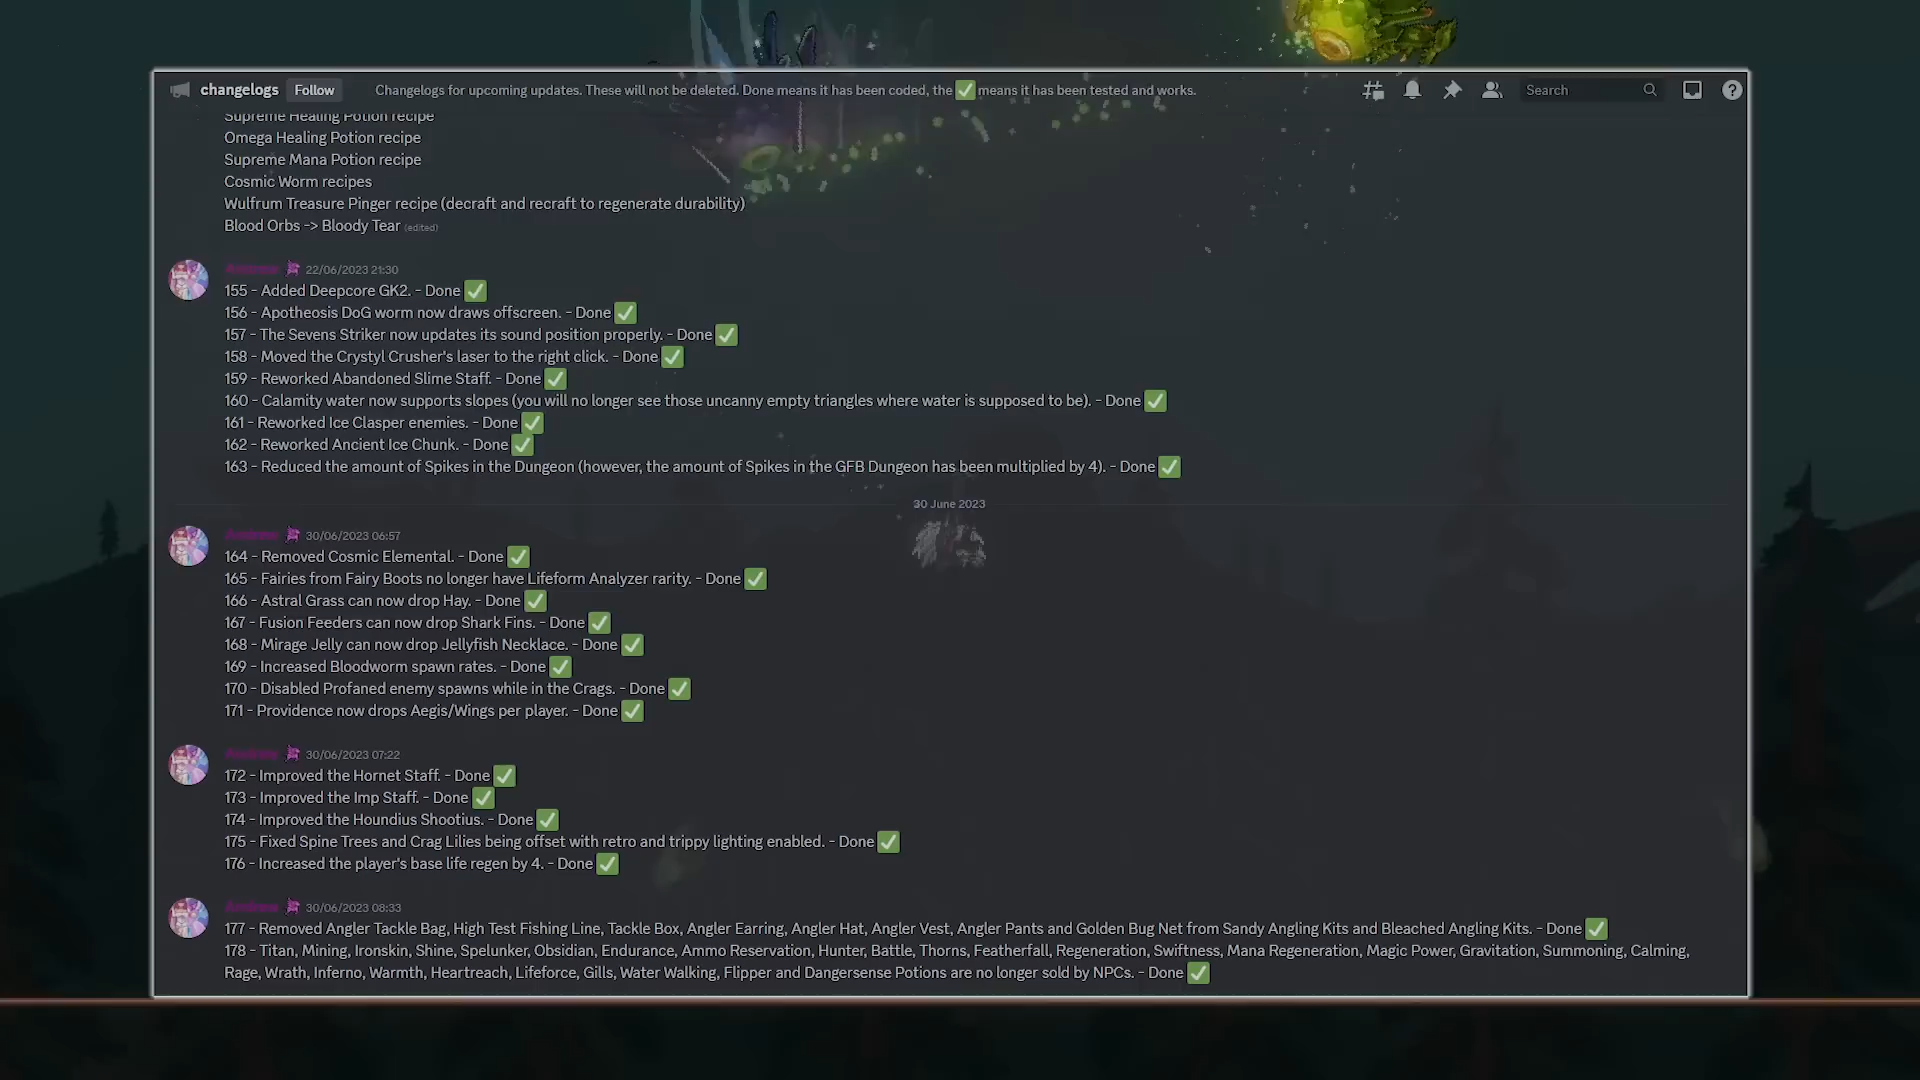 changelogs Follow Changelogs for upcoming updates. These will not be deleted. Done means it has been coded, the ✅ means it has been tested and works. Search
Supreme Healing Potion recipe
Omega Healing Potion recipe
Supreme Mana Potion recipe
Cosmic Worm recipes
Wulfrum Treasure Pinger recipe (decraft and recraft to regenerate durability)
Blood Orbs -> Bloody Tear (edited)
22/06/2023 21:30
155 - Added Deepcore GK2. - Done ✅
156 - Apotheosis DoG worm now draws offscreen. - Done ✅
157 - The Sevens Striker now updates its sound position properly. - Done ✅
158 - Moved the Crystyl Crusher's laser to the right click. - Done ✅
159 - Reworked Abandoned Slime Staff. - Done ✅
160 - Calamity water now supports slopes (you will no longer see those uncanny empty triangles where water is supposed to be). - Done ✅
161 - Reworked Ice Clasper enemies. - Done ✅
162 - Reworked Ancient Ice Chunk. - Done ✅
163 - Reduced the amount of Spikes in the Dungeon (however, the amount of Spikes in the GFB Dungeon has been multiplied by 4). - Done ✅
30 June 2023
30/06/2023 06:57
164 - Removed Cosmic Elemental. - Done ✅
165 - Fairies from Fairy Boots no longer have Lifeform Analyzer rarity. - Done ✅
166 - Astral Grass can now drop Hay. - Done ✅
167 - Fusion Feeders can now drop Shark Fins. - Done ✅
168 - Mirage Jelly can now drop Jellyfish Necklace. - Done ✅
169 - Increased Bloodworm spawn rates. - Done ✅
170 - Disabled Profaned enemy spawns while in the Crags. - Done ✅
171 - Providence now drops Aegis/Wings per player. - Done ✅
30/06/2023 07:22
172 - Improved the Hornet Staff. - Done ✅
173 - Improved the Imp Staff. - Done ✅
174 - Improved the Houndius Shootius. - Done ✅
175 - Fixed Spine Trees and Crag Lilies being offset with retro and trippy lighting enabled. - Done ✅
176 - Increased the player's base life regen by 4. - Done ✅
30/06/2023 08:33
177 - Removed Angler Tackle Bag, High Test Fishing Line, Tackle Box, Angler Earring, Angler Hat, Angler Vest, Angler Pants and Golden Bug Net from Sandy Angling Kits and Bleached Angling Kits. - Done ✅
178 - Titan, Mining, Ironskin, Shine, Spelunker, Obsidian, Endurance, Ammo Reservation, Hunter, Battle, Thorns, Featherfall, Regeneration, Swiftness, Mana Regeneration, Magic Power, Gravitation, Summoning, Calming,
Rage, Wrath, Inferno, Warmth, Heartreach, Lifeforce, Gills, Water Walking, Flipper and Dangersense Potions are no longer sold by NPCs. - Done ✅